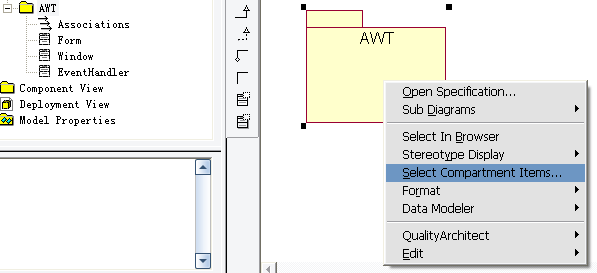 AWT
Associations
Form
Window
EventHandler
Component View
Deployment View
Model Properties
AWT
Open Specification...
Sub Diagrams
Select In Browser
Stereotype Display
Select Compartment Items...
Format
Data Modeler
QualityArchitect
Edit